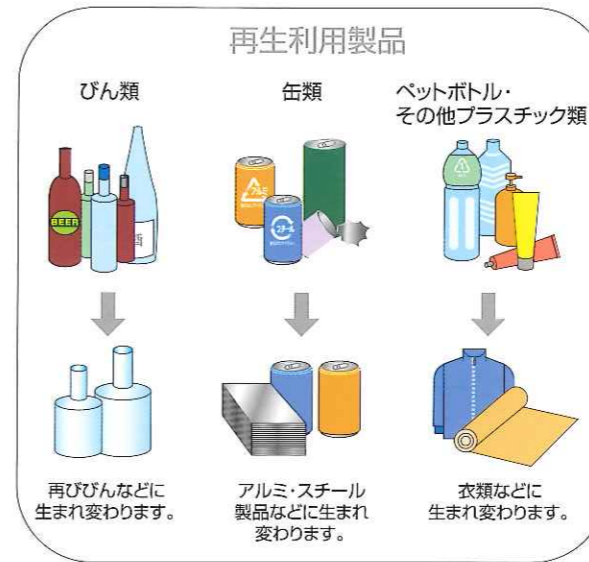 再生利用製品
びん類
缶類
ペットボトル・
その他プラスチック類
BEER
酒
アルミ
スチール
再びびんなどに
生まれ変わります。
アルミ・スチール
製品などに生まれ
変わります。
衣類などに
生まれ変わります。